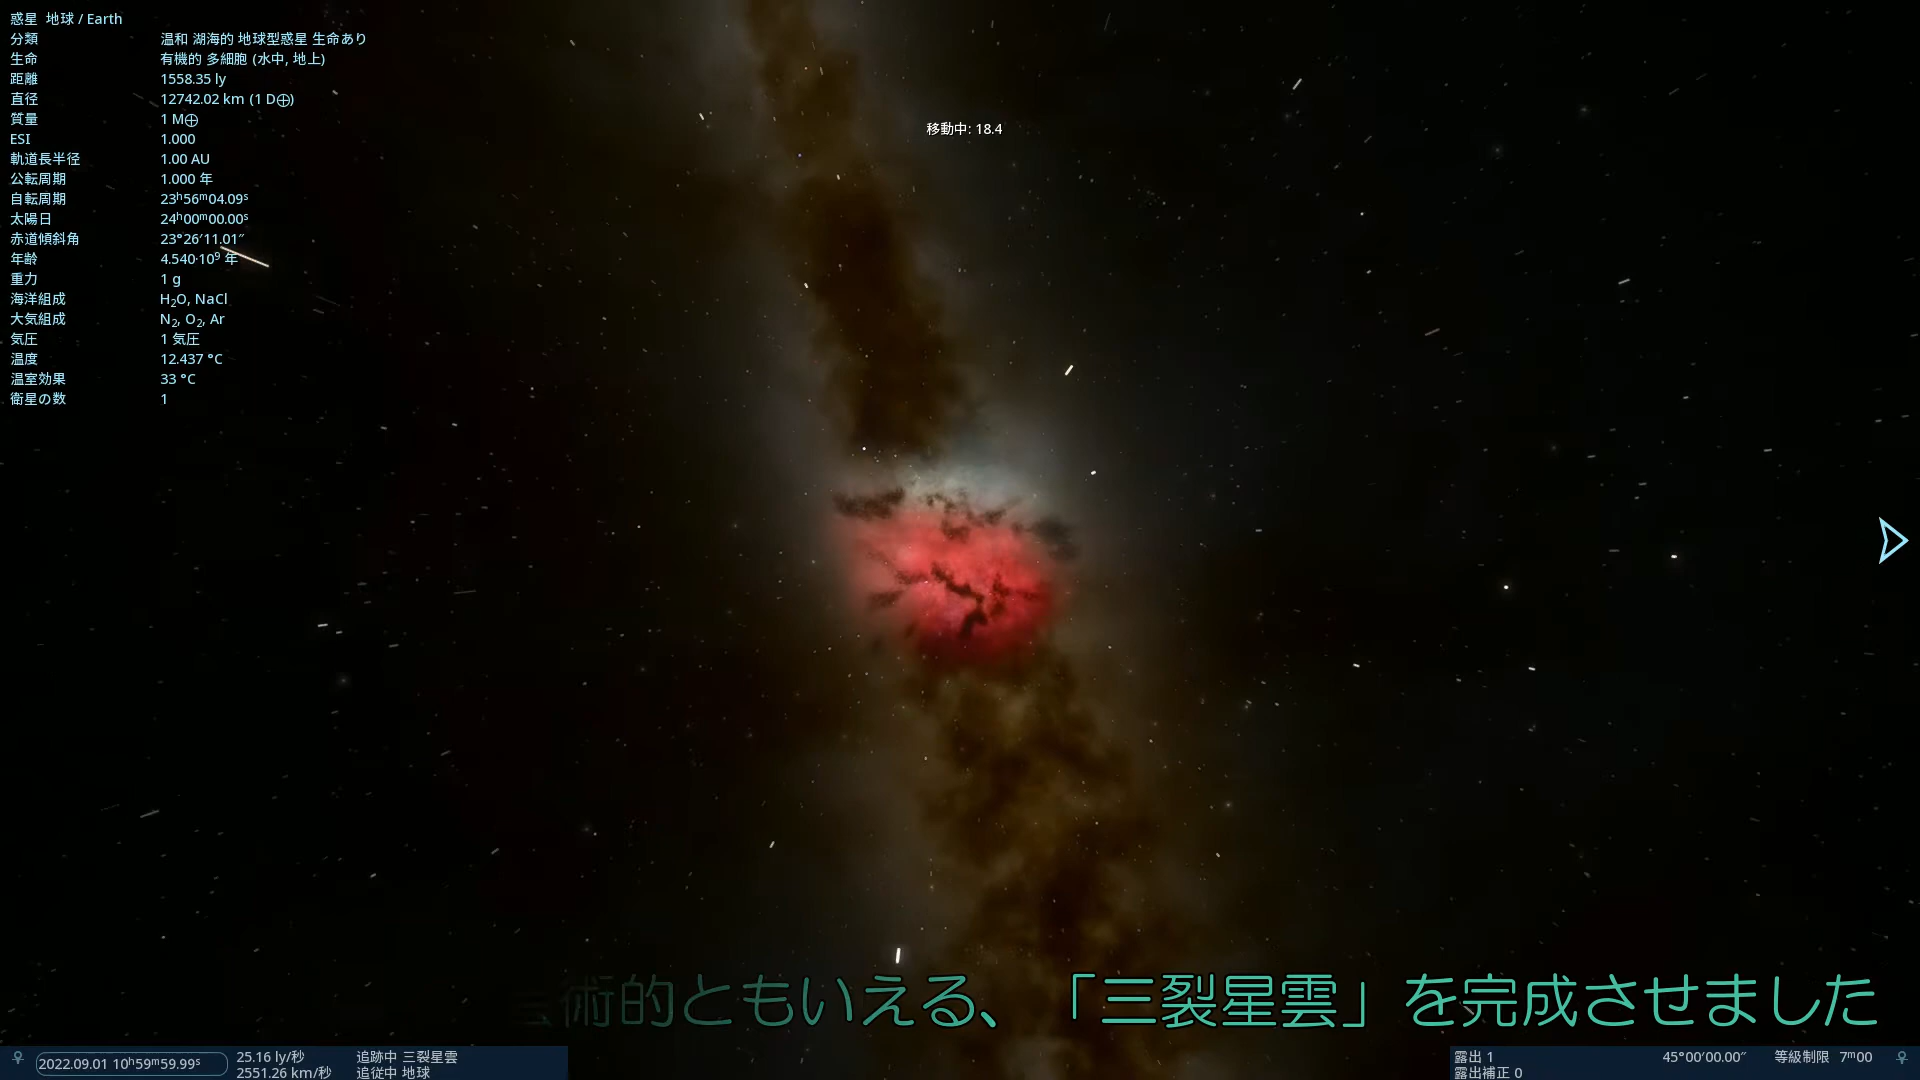 惑星 地球 / Earth
分類 温和 湖海的 地球型惑星 生命あり
生命 有機的 多細胞 (水中, 地上)
距離 1558.35 ly
直径 12742.02 km (1 D⊕)
質量 1 M⊕
ESI 1.000
軌道長半径 1.00 AU
公転周期 1.000 年
自転周期 23ʰ56ᵐ04.09ˢ
太陽日 24ʰ00ᵐ00.00ˢ
赤道傾斜角 23°26′11.01″
年齢 4.540·10⁹ 年
重力 1 g
海洋組成 H₂O, NaCl
大気組成 N₂, O₂, Ar
気圧 1 気圧
温度 12.437 °C
温室効果 33 °C
衛星の数 1
移動中: 18.4
術的ともいえる、「三裂星雲」を完成させました
2022.09.01 10ʰ59ᵐ59.99ˢ
25.16 ly/秒
2551.26 km/秒
追跡中 三裂星雲
追従中 地球
露出 1
露出補正 0
45°00′00.00″
等級制限 7ᵐ00